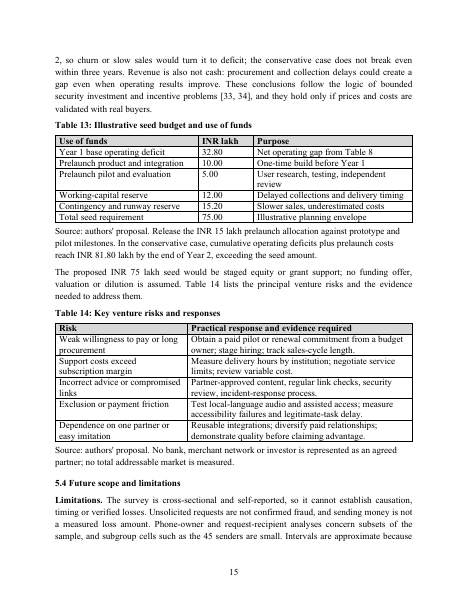 2, so churn or slow sales would turn it to deficit; the conservative case does not break even
within three years. Revenue is also not cash: procurement and collection delays could create a
gap even when operating results improve. These conclusions follow the logic of bounded
security investment and incentive problems [33, 34], and they hold only if prices and costs are
validated with real buyers.
Table 13: Illustrative seed budget and use of funds
Use of funds INR lakh Purpose
Year 1 base operating deficit 32.80 Net operating gap from Table 8
Prelaunch product and integration 10.00 One-time build before Year 1
Prelaunch pilot and evaluation 5.00 User research, testing, independent
review
Working-capital reserve 12.00 Delayed collections and delivery timing
Contingency and runway reserve 15.20 Slower sales, underestimated costs
Total seed requirement 75.00 Illustrative planning envelope
Source: authors' proposal. Release the INR 15 lakh prelaunch allocation against prototype and
pilot milestones. In the conservative case, cumulative operating deficits plus prelaunch costs
reach INR 81.80 lakh by the end of Year 2, exceeding the seed amount.
The proposed INR 75 lakh seed would be staged equity or grant support; no funding offer,
valuation or dilution is assumed. Table 14 lists the principal venture risks and the evidence
needed to address them.
Table 14: Key venture risks and responses
Risk Practical response and evidence required
Weak willingness to pay or long Obtain a paid pilot or renewal commitment from a budget
procurement owner; stage hiring; track sales-cycle length.
Support costs exceed Measure delivery hours by institution; negotiate service
subscription margin limits; review variable cost.
Incorrect advice or compromised Partner-approved content, regular link checks, security
links review, incident-response process.
Exclusion or payment friction Test local-language audio and assisted access; measure
accessibility failures and legitimate-task delay.
Dependence on one partner or Reusable integrations; diversify paid relationships;
easy imitation demonstrate quality before claiming advantage.
Source: authors' proposal. No bank, merchant network or investor is represented as an agreed
partner; no total addressable market is measured.
5.4 Future scope and limitations
Limitations. The survey is cross-sectional and self-reported, so it cannot establish causation,
timing or verified losses. Unsolicited requests are not confirmed fraud, and sending money is not
a measured loss amount. Phone-owner and request-recipient analyses concern subsets of the
sample, and subgroup cells such as the 45 senders are small. Intervals are approximate because
15